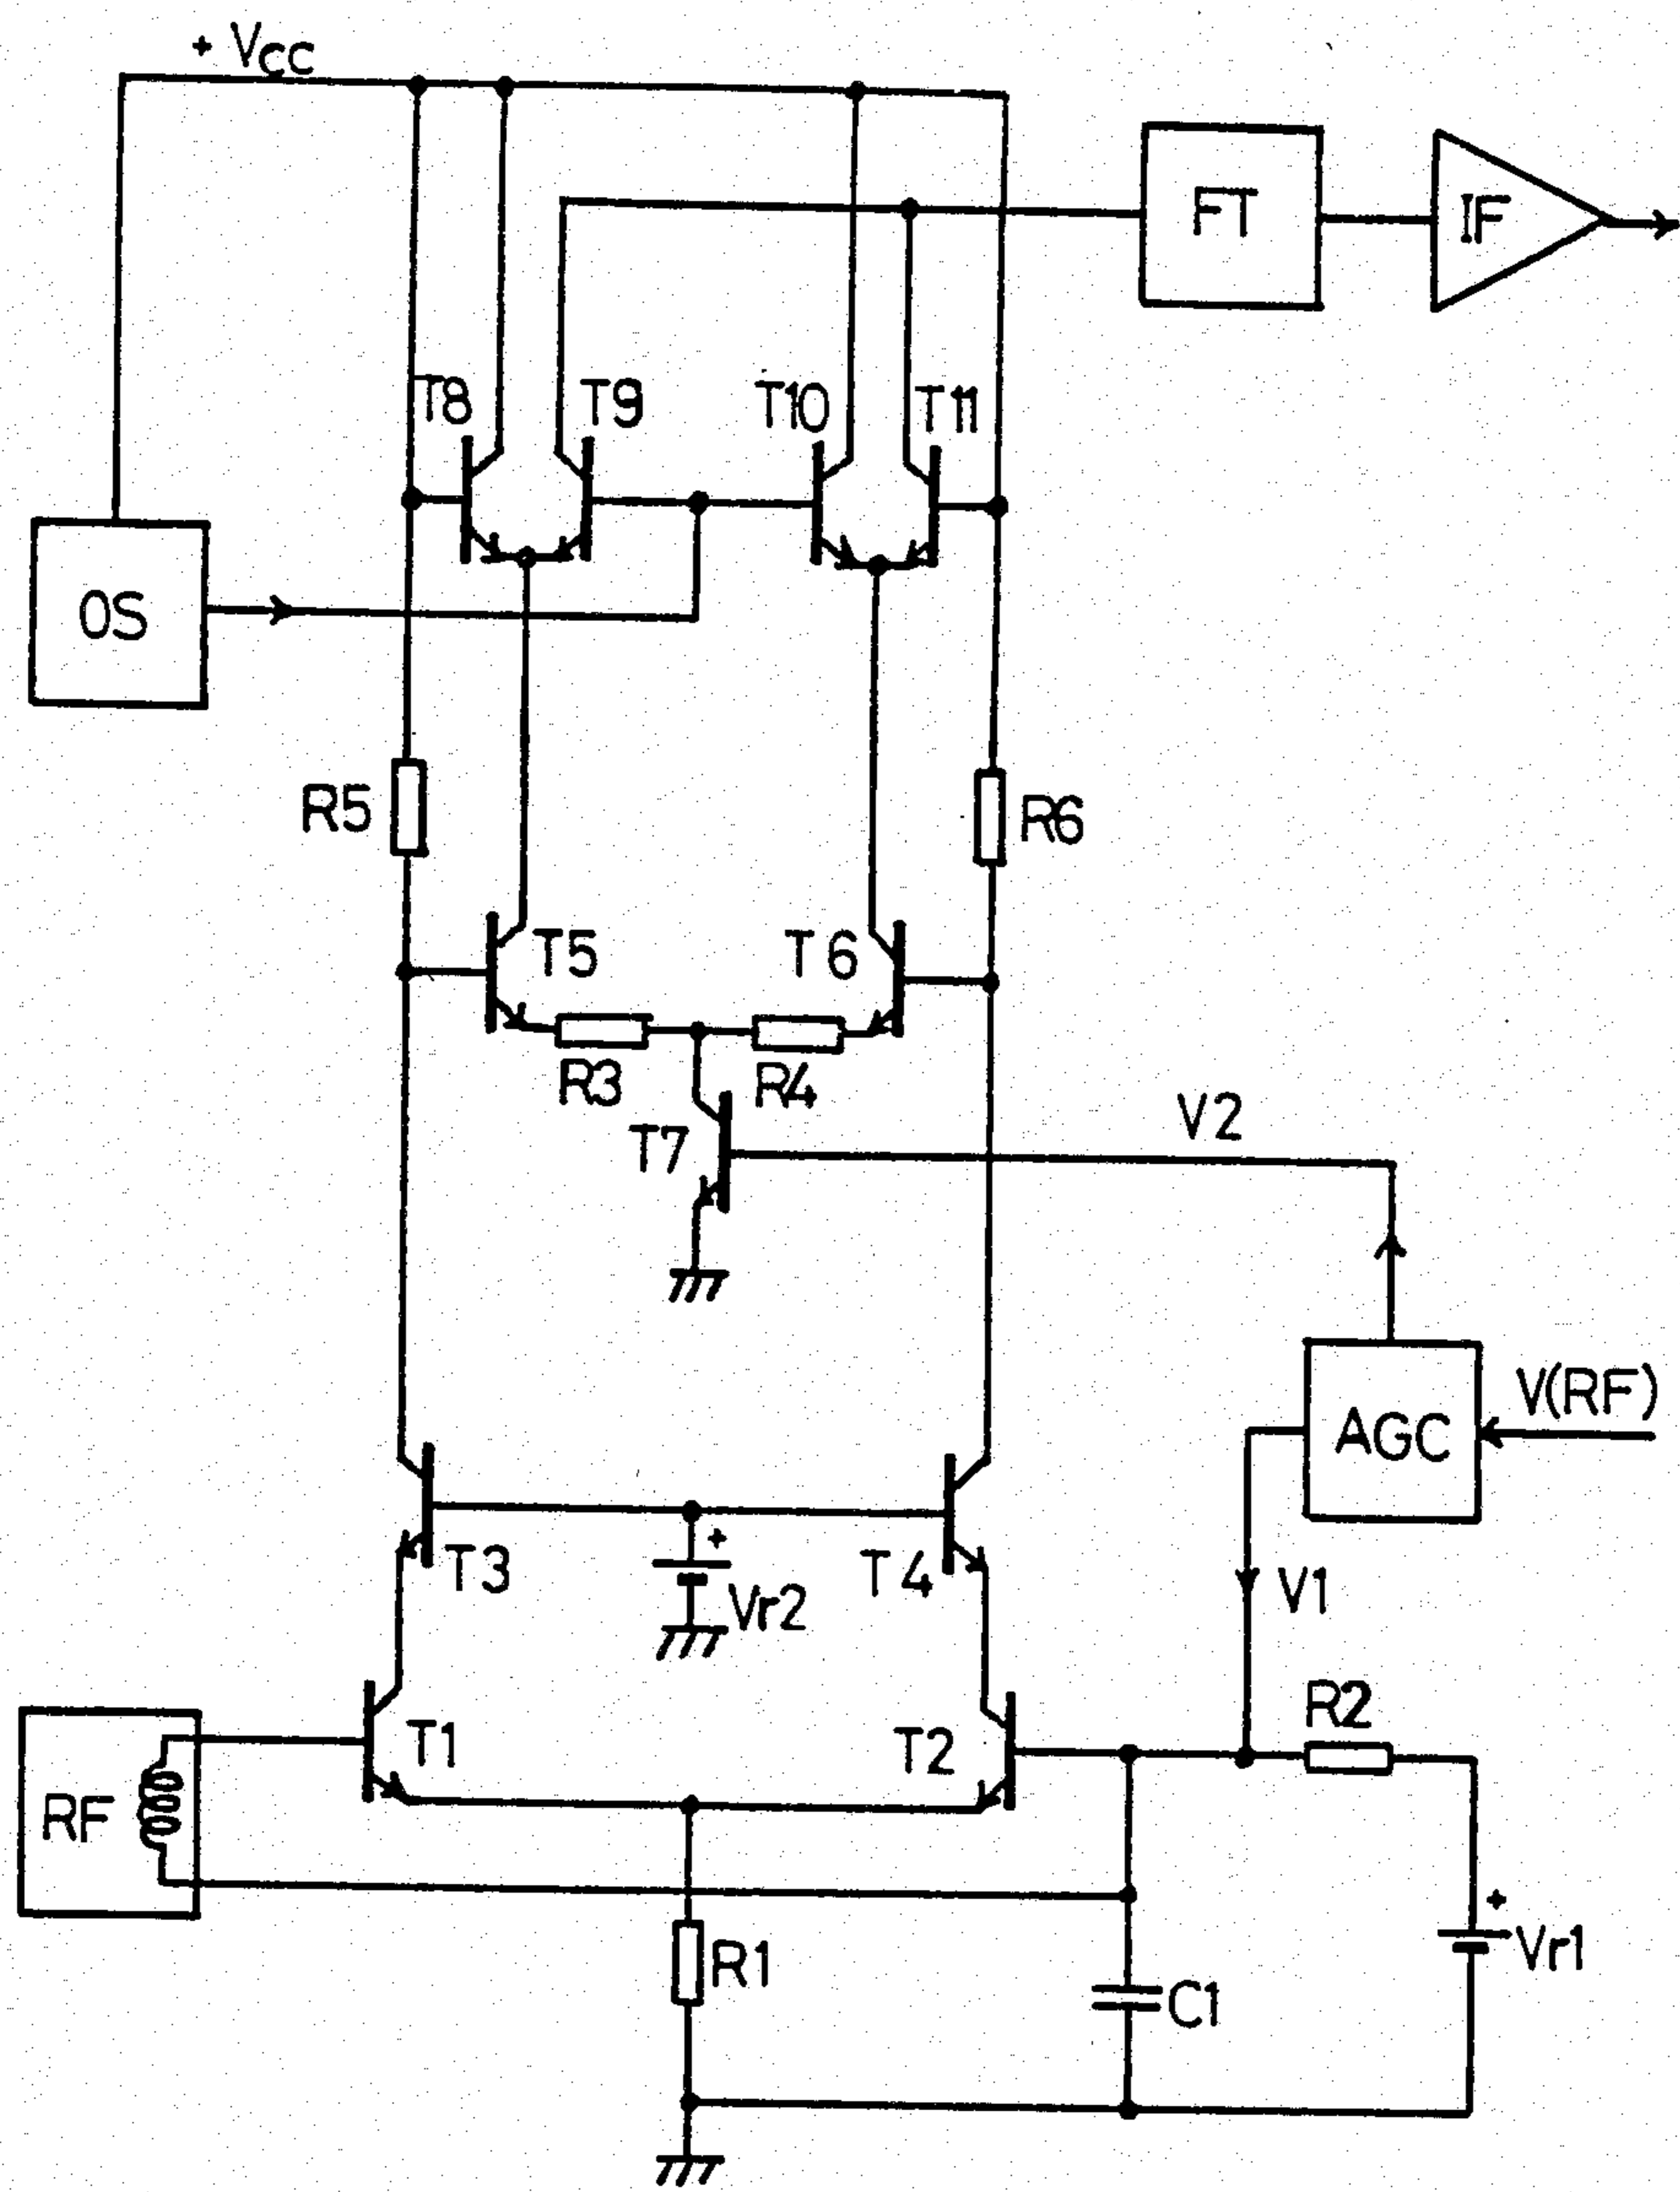 + Vcc
FT
IF
T8
T9
T10
T11
OS
R5
R6
T5
T6
R3
R4
T7
V2
AGC
V(RF)
T3
+
Vr2
T4
V1
R2
RF
T1
T2
R1
C1
+
Vr1